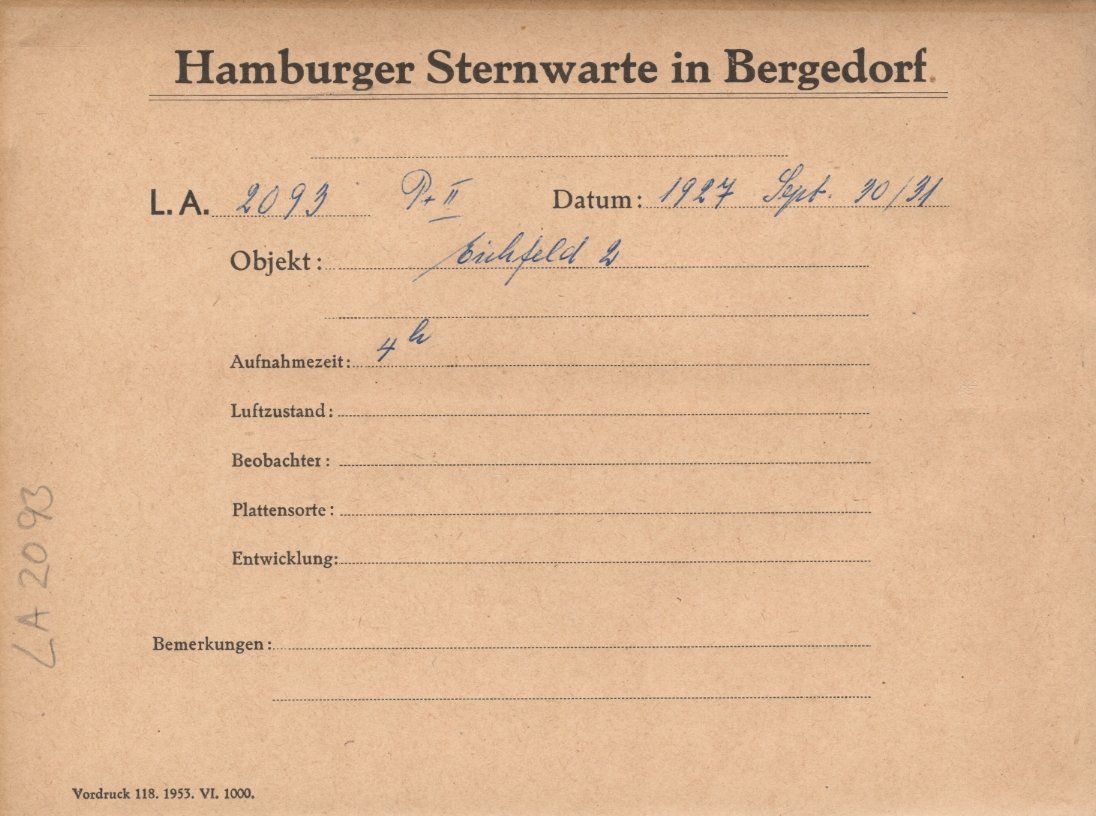 Hamburger Sternwarte in Bergedorf.
L.A. 2093 P+II Datum: 1927 Sept. 30/31
Objekt: Eichfeld 2
Aufnahmezeit: 4h
Luftzustand:
Beobachter:
Plattensorte:
Entwicklung:
Bemerkungen:
Vordruck 118. 1953. VI. 1000.
LA 2093